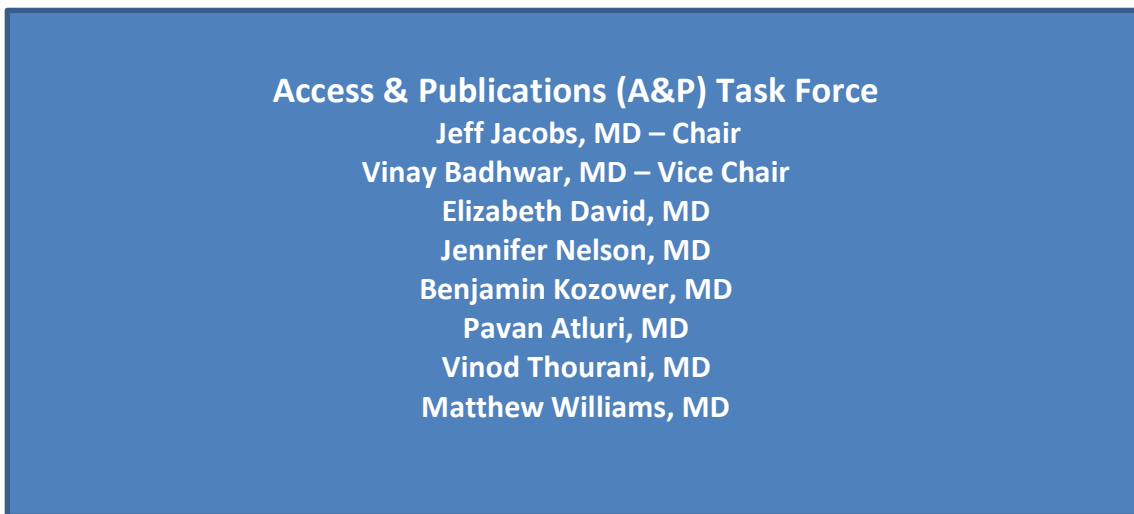 Access & Publications (A&P) Task Force
Jeff Jacobs, MD – Chair
Vinay Badhwar, MD – Vice Chair
Elizabeth David, MD
Jennifer Nelson, MD
Benjamin Kozower, MD
Pavan Atluri, MD
Vinod Thourani, MD
Matthew Williams, MD